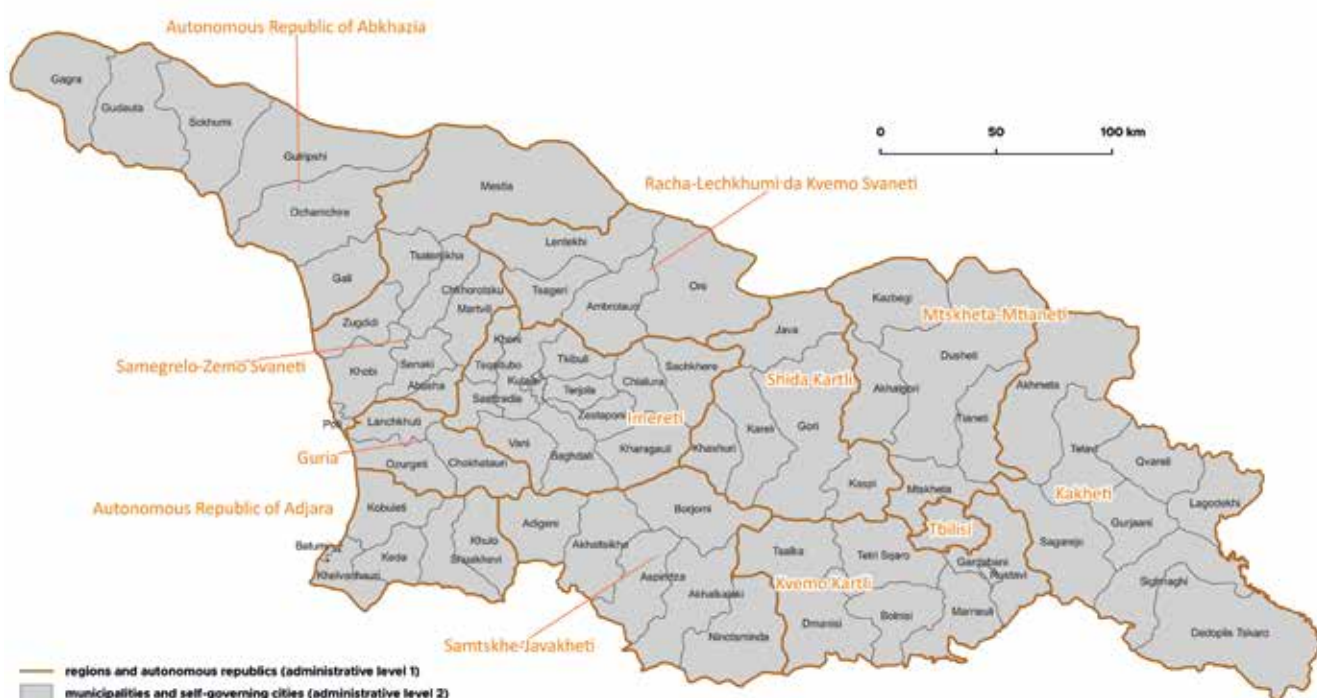 Autonomous Republic of Abkhazia
Gagra
Gudauta
Sokhumi
0 50 100 km
Gulripshi
Racha-Lechkhumi da Kvemo Svaneti
Mestia
Ochamchire
Lentekhi
Tsalenjikha
Gali
Chkhorotsku
Tsageri
Oni
Ambrolauri
Kazbegi
Martvili
Mtskheta-Mtianeti
Zugdidi
Java
Khoni
Dusheti
Samegrelo-Zemo Svaneti
Senaki
Khobi
Tsqaltubo
Tkibuli
Sachkhere
Shida Kartli
Akhmeta
Abasha
Kutaisi
Chiatura
Akhalgori
Samtredia
Terjola
Zestaponi
Imereti
Poti
Lanchkhuti
Kareli
Gori
Tianeti
Guria
Vani
Kharagauli
Khashuri
Telavi
Qvareli
Ozurgeti
Chokhatauri
Baghdati
Kaspi
Mtskheta
Kakheti
Lagodekhi
Autonomous Republic of Adjara
Kobuleti
Borjomi
Gurjaani
Adigeni
Tbilisi
Khulo
Akhaltsikhe
Sagarejo
Batumi
Keda
Tsalka
Tetri Sqaro
Gardabani
Shuakhevi
Aspindza
Rustavi
Khelvachauri
Kvemo Kartli
Sighnaghi
Akhalkalaki
Bolnisi
Marneuli
Dmanisi
Ninotsminda
Samtskhe-Javakheti
Dedoplis Tskaro
regions and autonomous republics (administrative level 1)
municipalities and self-governing cities (administrative level 2)